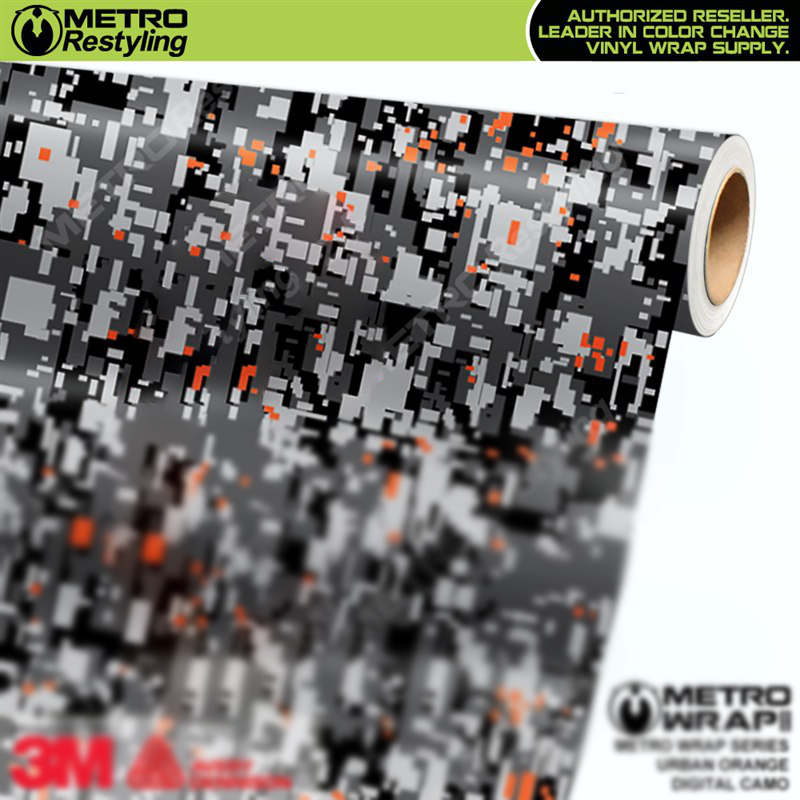 METRO
Restyling
AUTHORIZED RESELLER.
LEADER IN COLOR CHANGE
VINYL WRAP SUPPLY.
3M
METRO
WRAP
METRO WRAP SERIES
URBAN ORANGE
DIGITAL CAMO